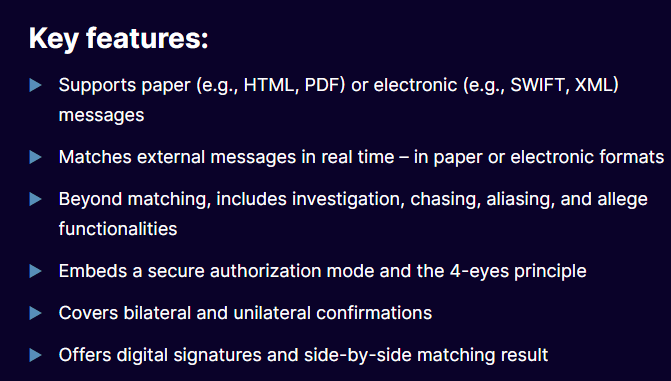 Key features:
Supports paper (e.g., HTML, PDF) or electronic (e.g., SWIFT, XML)
messages
Matches external messages in real time – in paper or electronic formats
Beyond matching, includes investigation, chasing, aliasing, and allege
functionalities
Embeds a secure authorization mode and the 4-eyes principle
Covers bilateral and unilateral confirmations
Offers digital signatures and side-by-side matching result